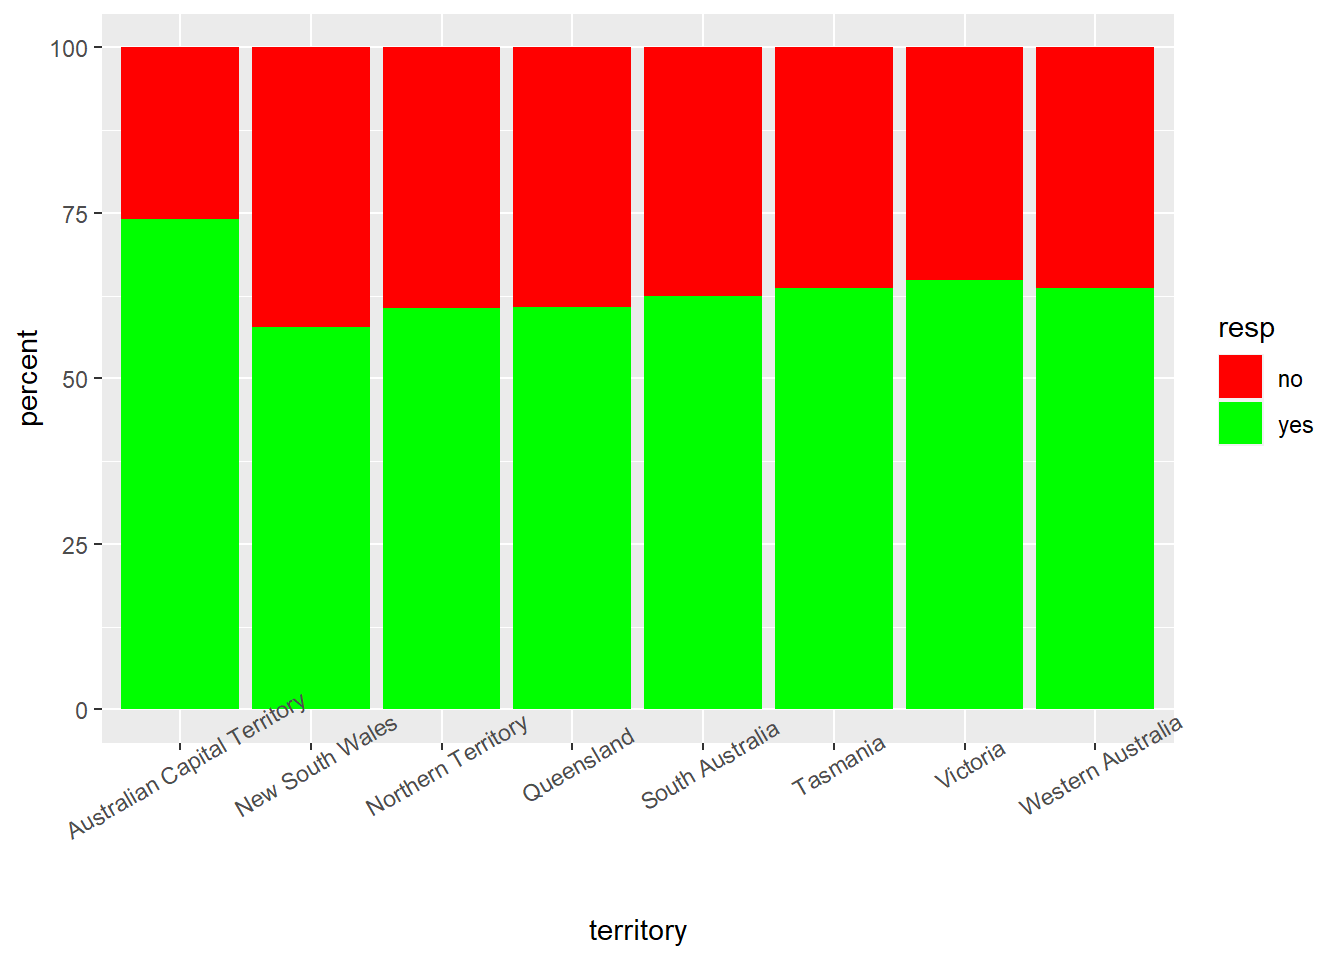 100
75
50
25
0
percent
Australian Capital Territory
New South Wales
Northern Territory
Queensland
South Australia
Tasmania
Victoria
Western Australia
territory
resp
no
yes